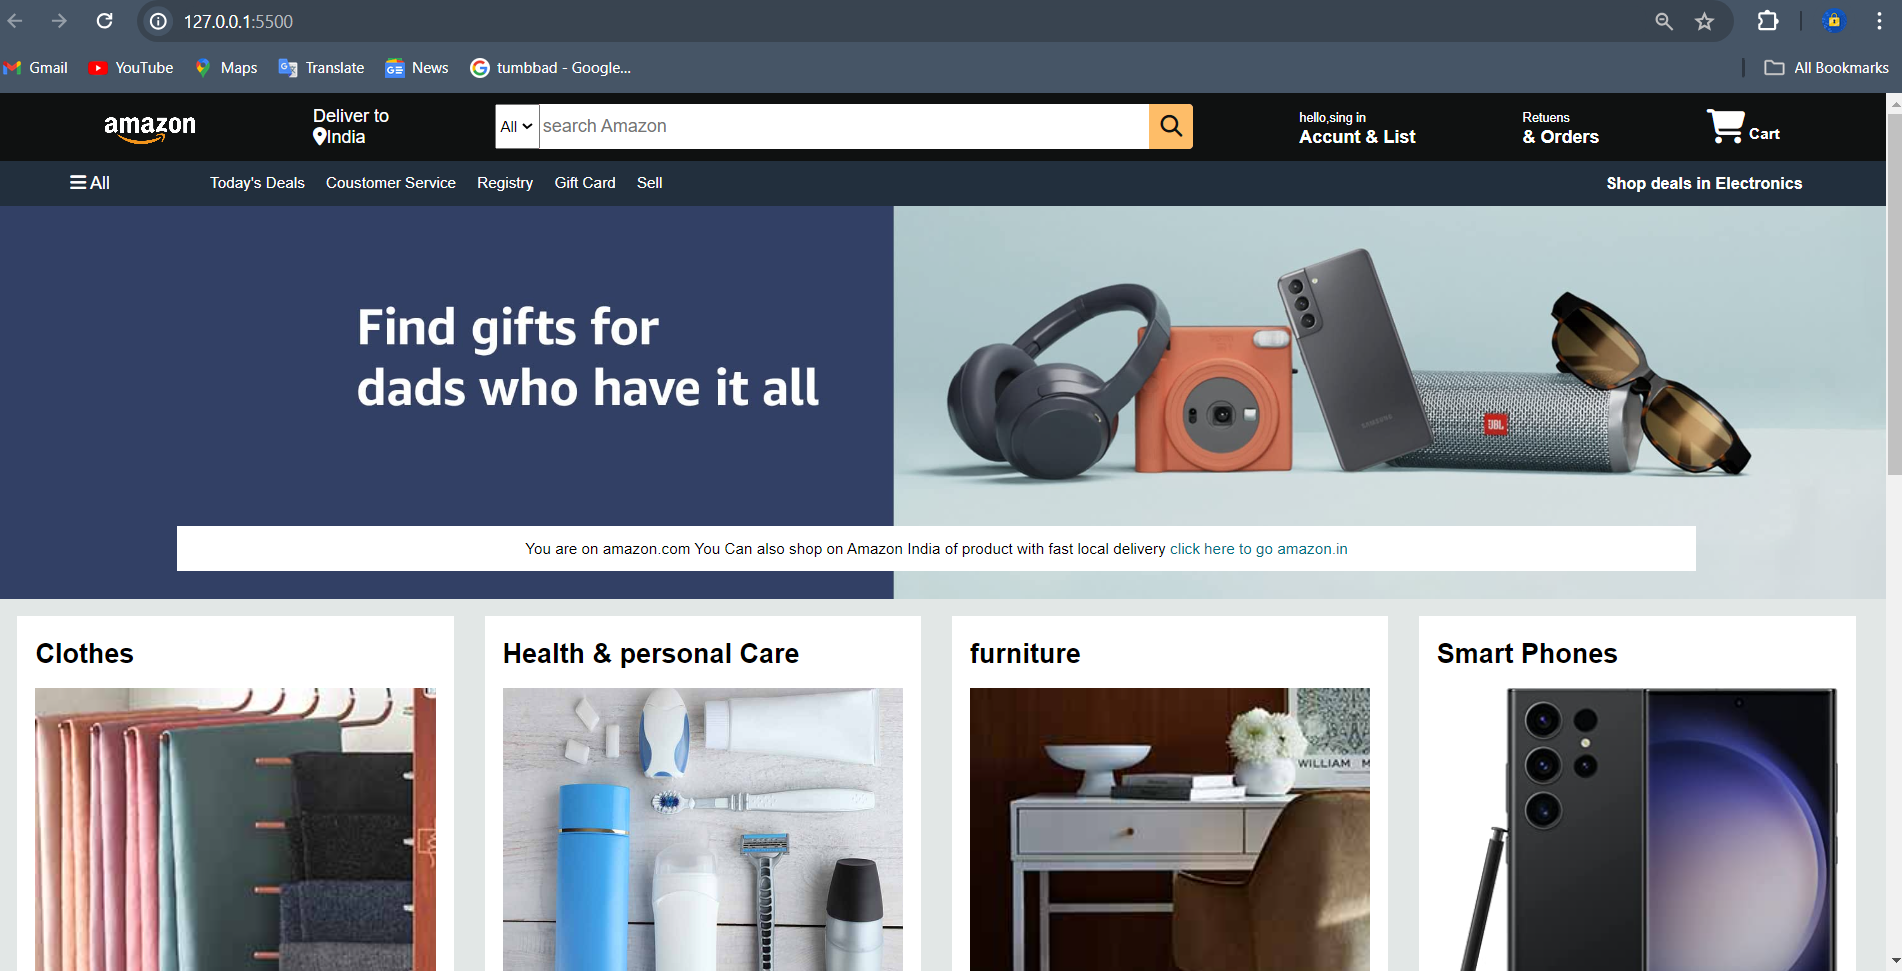 127.0.0.1:5500
Gmail YouTube Maps Translate News tumbbad - Google... All Bookmarks
amazon
Deliver to
India
All search Amazon
hello,sing in
Accunt & List
Retuens
& Orders
Cart
All Today's Deals Coustomer Service Registry Gift Card Sell Shop deals in Electronics
Find gifts for
dads who have it all
SAMSUNG
JBL
You are on amazon.com You Can also shop on Amazon India of product with fast local delivery click here to go amazon.in
Clothes
Health & personal Care
furniture
Smart Phones
WILLIAM M